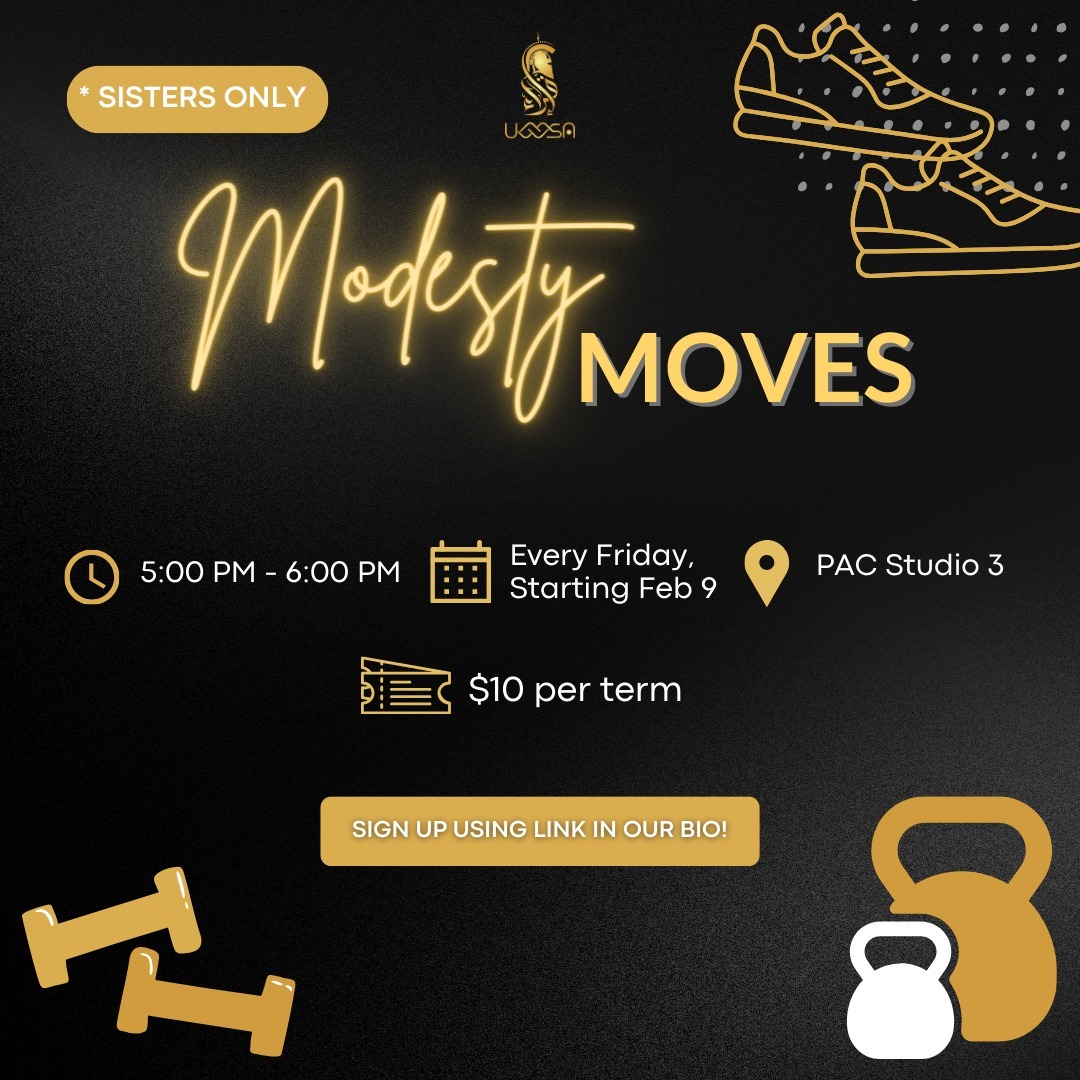 * SISTERS ONLY
UWSA
Modesty
MOVES
5:00 PM - 6:00 PM
Every Friday,
Starting Feb 9
PAC Studio 3
$10 per term
SIGN UP USING LINK IN OUR BIO!